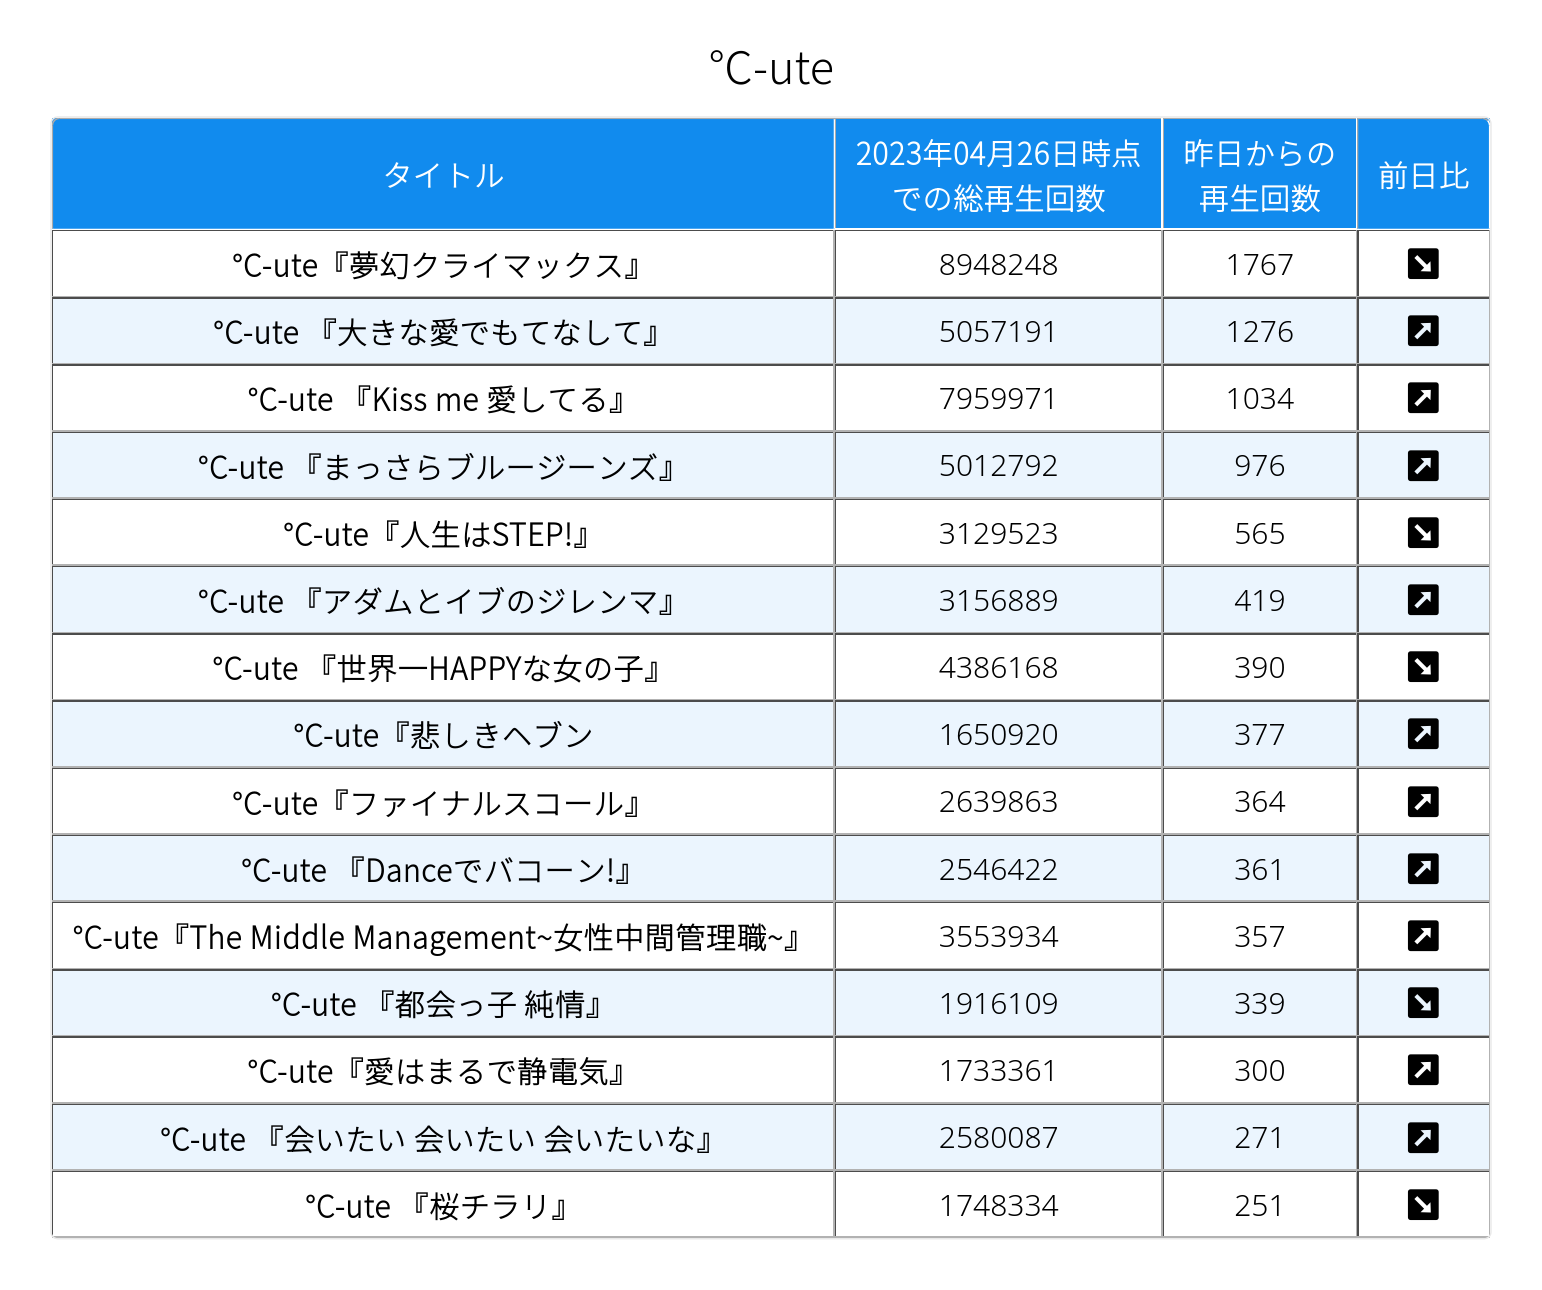 ℃-ute
タイトル
2023年04月26日時点
での総再生回数
昨日からの
再生回数
前日比
℃-ute『夢幻クライマックス』 8948248 1767 ↘
℃-ute 『大きな愛でもてなして』 5057191 1276 ↗
℃-ute 『Kiss me 愛してる』 7959971 1034 ↗
℃-ute 『まっさらブルージーンズ』 5012792 976 ↗
℃-ute『人生はSTEP!』 3129523 565 ↘
℃-ute 『アダムとイブのジレンマ』 3156889 419 ↗
℃-ute 『世界一HAPPYな女の子』 4386168 390 ↘
℃-ute『悲しきヘブン 1650920 377 ↗
℃-ute『ファイナルスコール』 2639863 364 ↗
℃-ute 『Danceでバコーン!』 2546422 361 ↗
℃-ute『The Middle Management~女性中間管理職~』 3553934 357 ↗
℃-ute 『都会っ子 純情』 1916109 339 ↘
℃-ute『愛はまるで静電気』 1733361 300 ↗
℃-ute 『会いたい 会いたい 会いたいな』 2580087 271 ↗
℃-ute 『桜チラリ』 1748334 251 ↘